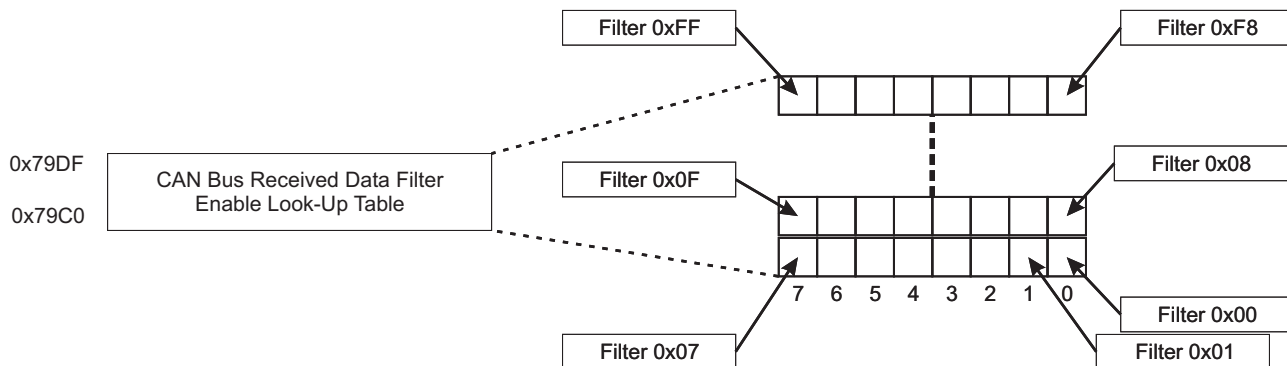 Filter 0xFF
Filter 0xF8
0x79DF
CAN Bus Received Data Filter
Enable Look-Up Table
0x79C0
Filter 0x0F
Filter 0x08
7 6 5 4 3 2 1 0
Filter 0x00
Filter 0x07
Filter 0x01